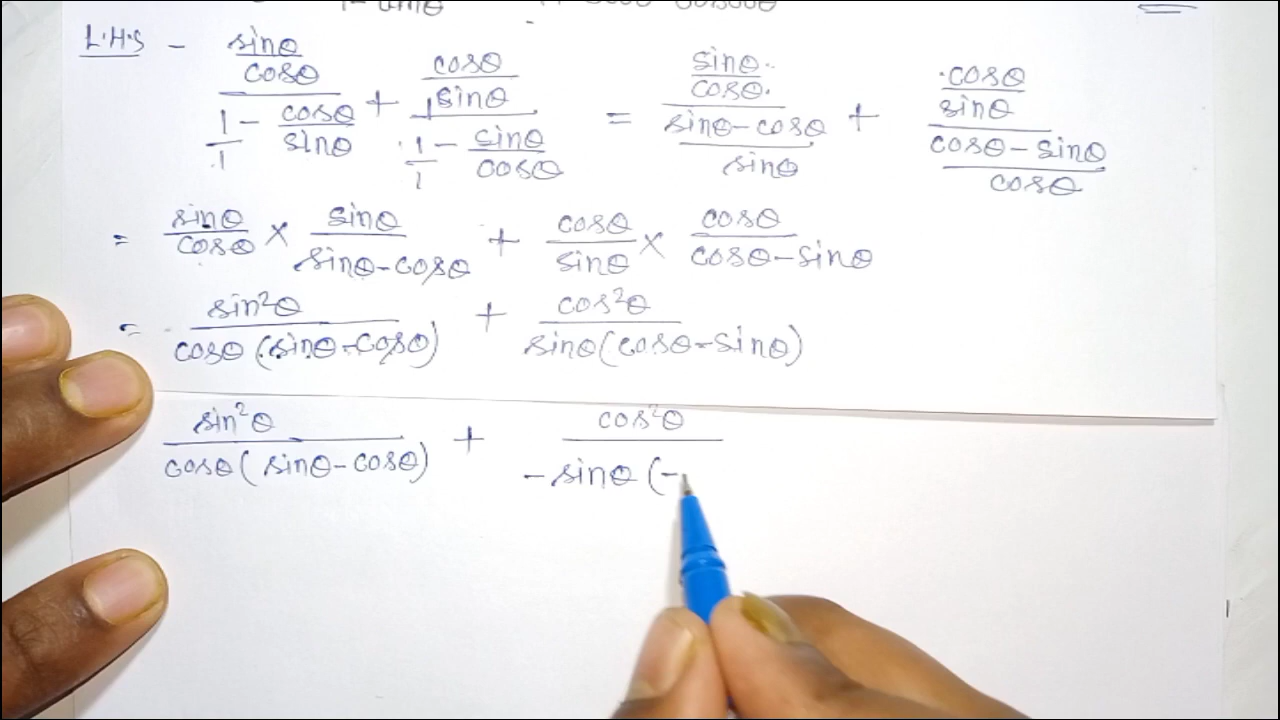 L.H.S - sinθ/cosθ / (1/1 - cosθ/sinθ) + cosθ/sinθ / (1/1 - sinθ/cosθ) = sinθ/cosθ / (sinθ-cosθ)/sinθ + cosθ/sinθ / (cosθ-sinθ)/cosθ
= sinθ/cosθ × sinθ/(sinθ-cosθ) + cosθ/sinθ × cosθ/(cosθ-sinθ)
= sin²θ/cosθ(sinθ-cosθ) + cos²θ/sinθ(cosθ-sinθ)
sin²θ/cosθ(sinθ-cosθ) + cos²θ/-sinθ(-